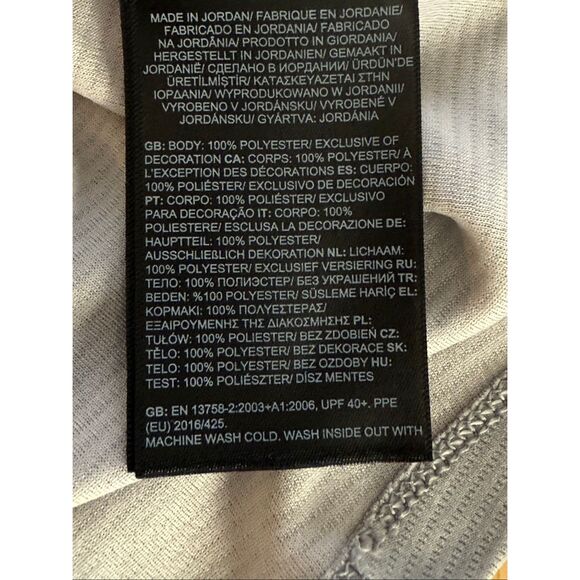 MADE IN JORDAN/ FABRIQUE EN JORDANIE/
FABRICADO EN JORDANIA/ FABRICADO
NA JORDÂNIA/ PRODOTTO IN GIORDANIA/
HERGESTELLT IN JORDANIEN/ GEMAAKT IN
JORDANIË/ СДЕЛАНО В ИОРДАНИИ/ ÜRDÜN'DE
ÜRETİLMİŞTİR/ ΚΑΤΑΣΚΕΥΑΖΕΤΑΙ ΣΤΗΝ
ΙΟΡΔΑΝΙΑ/ WYPRODUKOWANO W JORDANII/
VYROBENO V JORDÁNSKU/ VYROBENÉ V
JORDÁNSKU/ GYÁRTVA: JORDÁNIA
GB: BODY: 100% POLYESTER/ EXCLUSIVE OF
DECORATION CA: CORPS: 100% POLYESTER/ À
L'EXCEPTION DES DÉCORATIONS ES: CUERPO:
100% POLIÉSTER/ EXCLUSIVO DE DECORACIÓN
PT: CORPO: 100% POLIÉSTER/ EXCLUSIVO
PARA DECORAÇÃO IT: CORPO: 100%
POLIESTERE/ ESCLUSA LA DECORAZIONE DE:
HAUPTTEIL: 100% POLYESTER/
AUSSCHLIEßLICH DEKORATION NL: LICHAAM:
100% POLYESTER/ EXCLUSIEF VERSIERING RU:
ТЕЛО: 100% ПОЛИЭСТЕР/ БЕЗ УКРАШЕНИЙ TR:
BEDEN: %100 POLYESTER/ SÜSLEME HARİÇ EL:
ΚΟΡΜΑΚΙ: 100% ΠΟΛΥΕΣΤΕΡΑΣ/
ΕΞΑΙΡΟΥΜΕΝΗΣ ΤΗΣ ΔΙΑΚΟΣΜΗΣΗΣ PL:
TUŁÓW: 100% POLYESTER/ BEZ ZDOBIEŃ CZ:
TĚLO: 100% POLYESTER/ BEZ DEKORACE SK:
TELO: 100% POLYESTER/ BEZ OZDOBY HU:
TEST: 100% POLIÉSZTER/ DÍSZ MENTES
GB: EN 13758-2:2003+A1:2006, UPF 40+. PPE
(EU) 2016/425.
MACHINE WASH COLD. WASH INSIDE OUT WITH